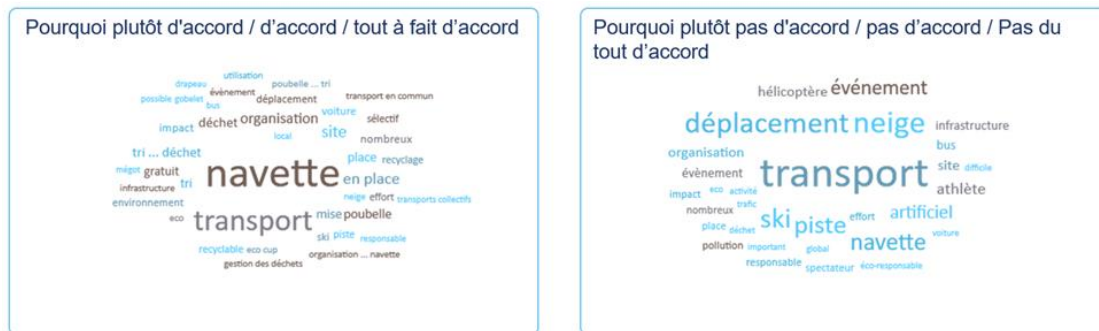 Pourquoi plutôt d'accord / d’accord / tout à fait d’accord
drapeau utilisation poubelle ... tri
possible gobelet événement déplacement transport en commun
bus
impact déchet organisation voiture sélectif
local site nombreux
tri ... déchet place recyclage
mégot gratuit navette en place
infrastructure tri neige effort transports collectifs
environnement
eco transport mise poubelle
ski piste responsable
recyclable eco cup organisation ... navette
gestion des déchets
Pourquoi plutôt pas d'accord / pas d’accord / Pas du
tout d’accord
hélicoptère événement
déplacement neige infrastructure
organisation bus
évènement transport site difficile
impact eco activité athlète
nombreux trafic ski piste effort artificiel
place déchet voiture
pollution important global navette
responsable spectateur éco-responsable